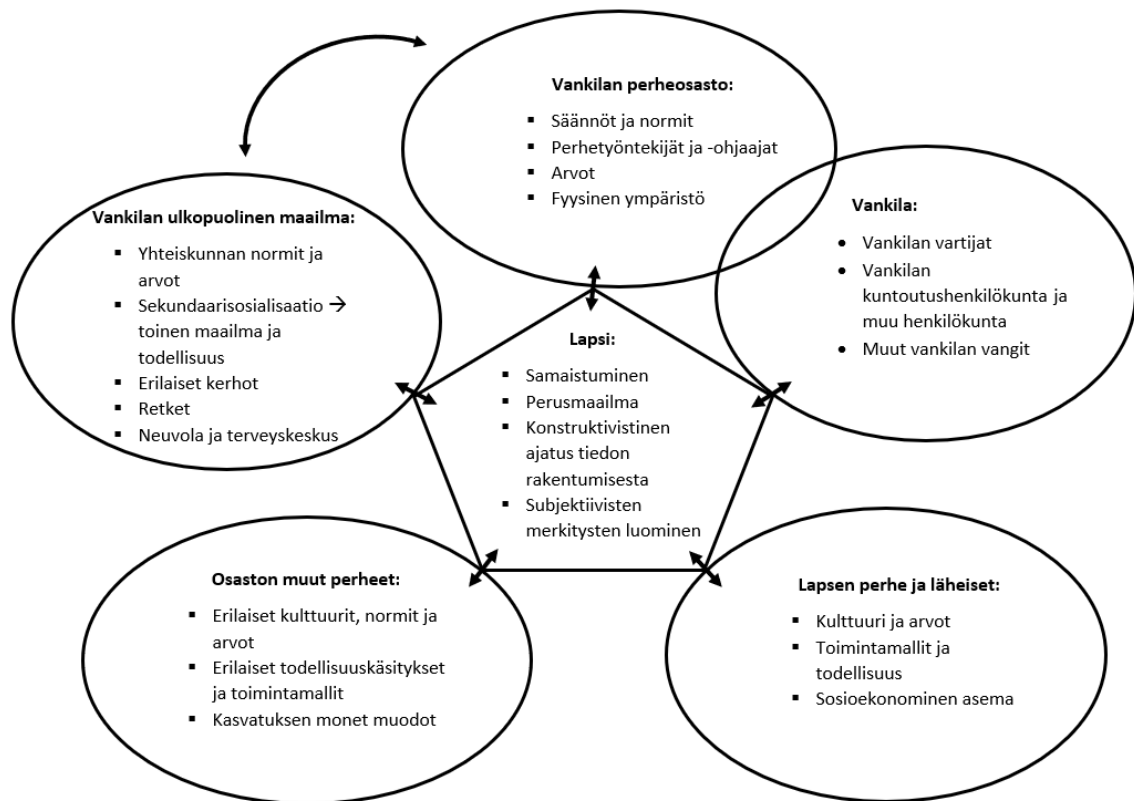 Vankilan perheosasto:
▪ Säännöt ja normit
▪ Perhetyöntekijät ja -ohjaajat
▪ Arvot
▪ Fyysinen ympäristö
Vankilan ulkopuolinen maailma:
▪ Yhteiskunnan normit ja
arvot
▪ Sekundaarisosialisaatio →
toinen maailma ja
todellisuus
▪ Erilaiset kerhot
▪ Retket
▪ Neuvola ja terveyskeskus
Vankila:
● Vankilan vartijat
● Vankilan
kuntoutushenkilökunta ja
muu henkilökunta
● Muut vankilan vangit
Lapsi:
▪ Samaistuminen
▪ Perusmaailma
▪ Konstruktivistinen
ajatus tiedon
rakentumisesta
▪ Subjektiivisten
merkitysten luominen
Osaston muut perheet:
▪ Erilaiset kulttuurit, normit ja
arvot
▪ Erilaiset todellisuuskäsitykset
ja toimintamallit
▪ Kasvatuksen monet muodot
Lapsen perhe ja läheiset:
▪ Kulttuuri ja arvot
▪ Toimintamallit ja
todellisuus
▪ Sosioekonominen asema